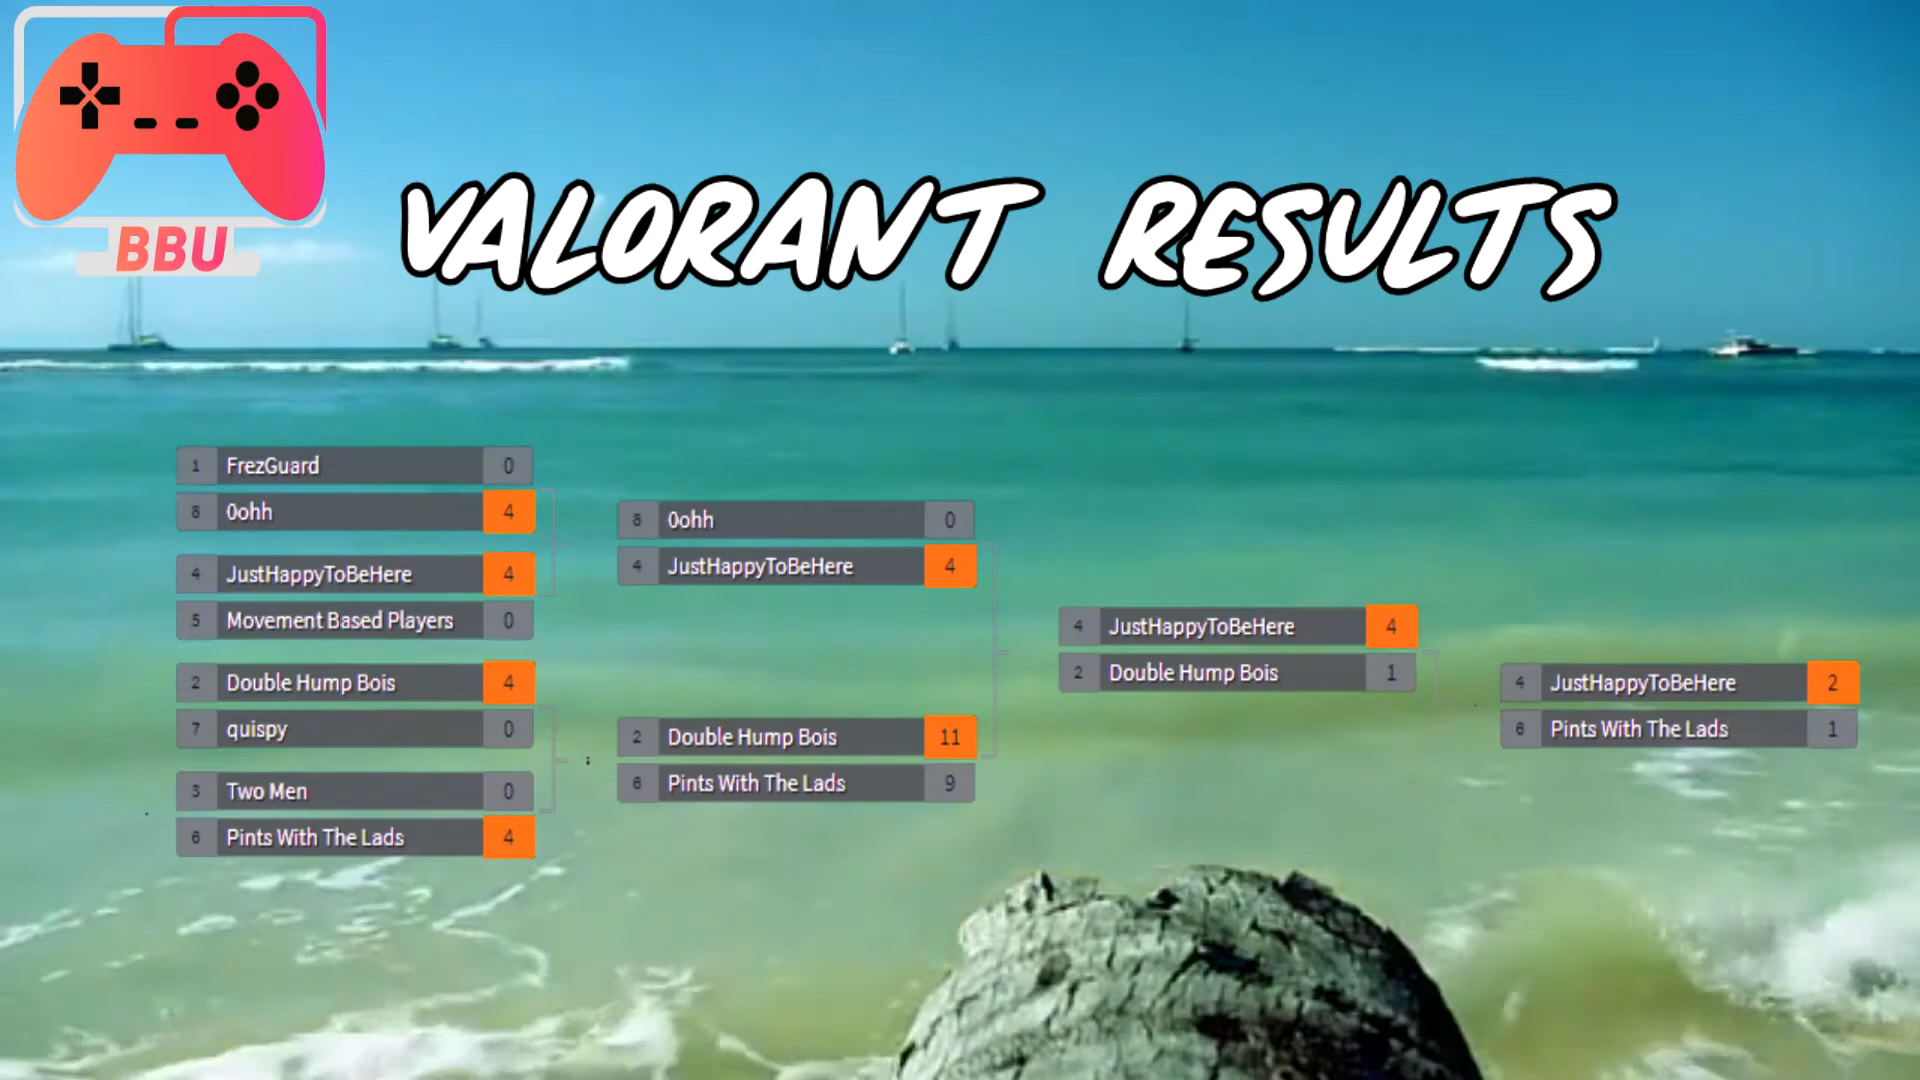 BBU
VALORANT RESULTS
1 FrezGuard 0
8 0ohh 4
4 JustHappyToBeHere 4
5 Movement Based Players 0
2 Double Hump Bois 4
7 quispy 0
3 Two Men 0
6 Pints With The Lads 4
8 0ohh 0
4 JustHappyToBeHere 4
2 Double Hump Bois 11
6 Pints With The Lads 9
4 JustHappyToBeHere 4
2 Double Hump Bois 1
4 JustHappyToBeHere 2
6 Pints With The Lads 1